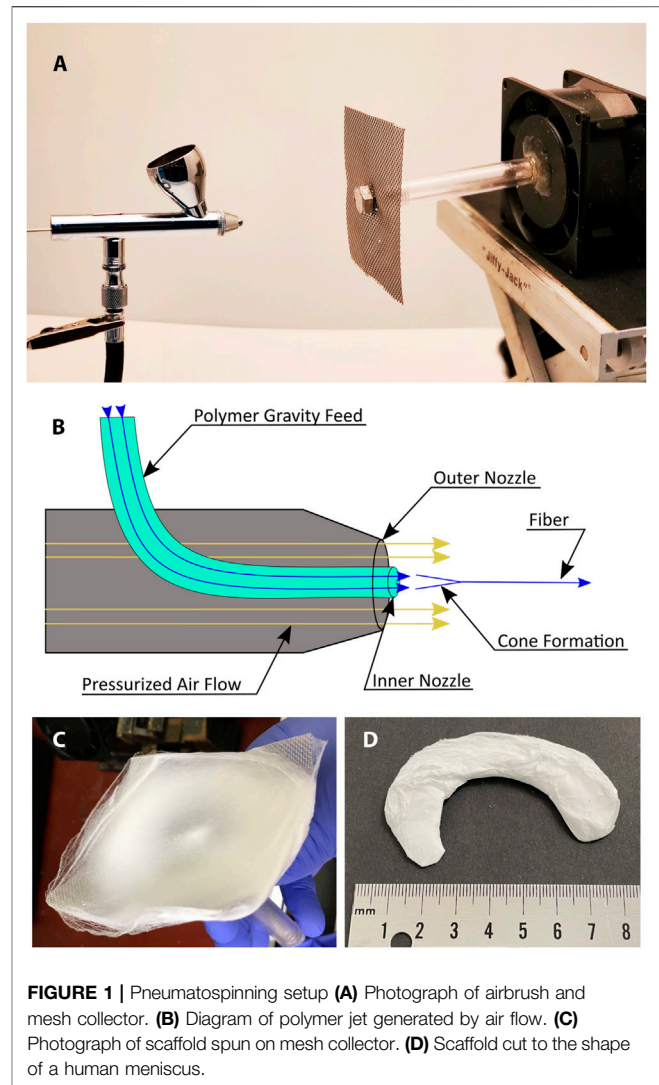 A
"Jiffy-Jack"
B
Polymer Gravity Feed
Outer Nozzle
Fiber
Cone Formation
Pressurized Air Flow
Inner Nozzle
C
D
mm
1 2 3 4 5 6 7 8
FIGURE 1 | Pneumatospinning setup (A) Photograph of airbrush and
mesh collector. (B) Diagram of polymer jet generated by air flow. (C)
Photograph of scaffold spun on mesh collector. (D) Scaffold cut to the shape
of a human meniscus.